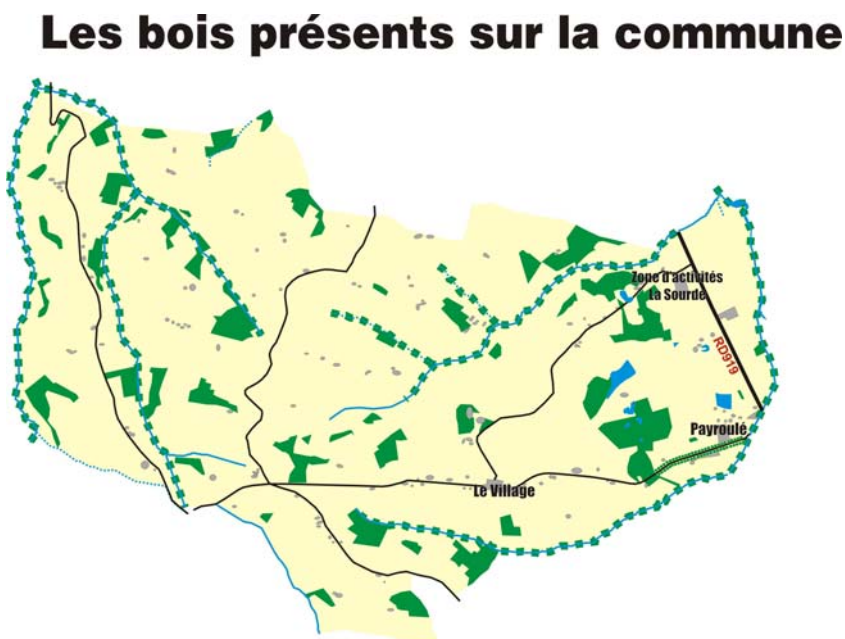 Les bois présents sur la commune
Zone d'activités
La Sourde
RD919
Payroulé
Le Village